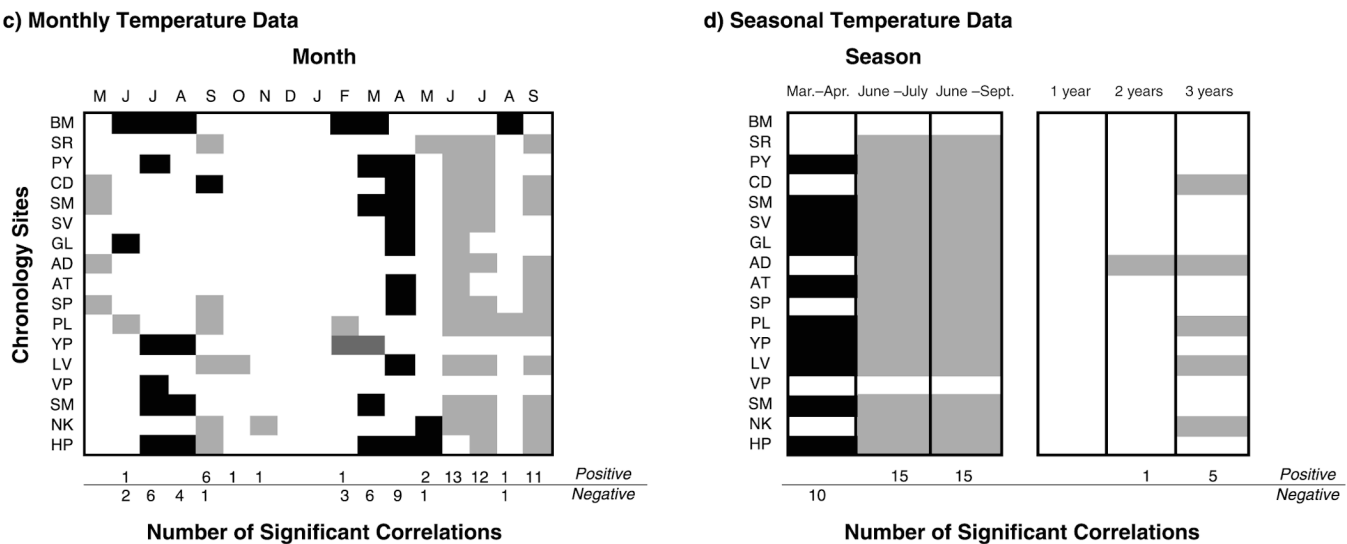 c) Monthly Temperature Data
Month
M J J A S O N D J F M A M J J A S
Chronology Sites
BM
SR
PY
CD
SM
SV
GL
AD
AT
SP
PL
YP
LV
VP
SM
NK
HP
1 6 1 1 1 2 13 12 1 11 Positive
2 6 4 1 3 6 9 1 1 Negative
Number of Significant Correlations
d) Seasonal Temperature Data
Season
Mar.–Apr. June –July June –Sept. 1 year 2 years 3 years
BM
SR
PY
CD
SM
SV
GL
AD
AT
SP
PL
YP
LV
VP
SM
NK
HP
15 15 1 5 Positive
10 Negative
Number of Significant Correlations